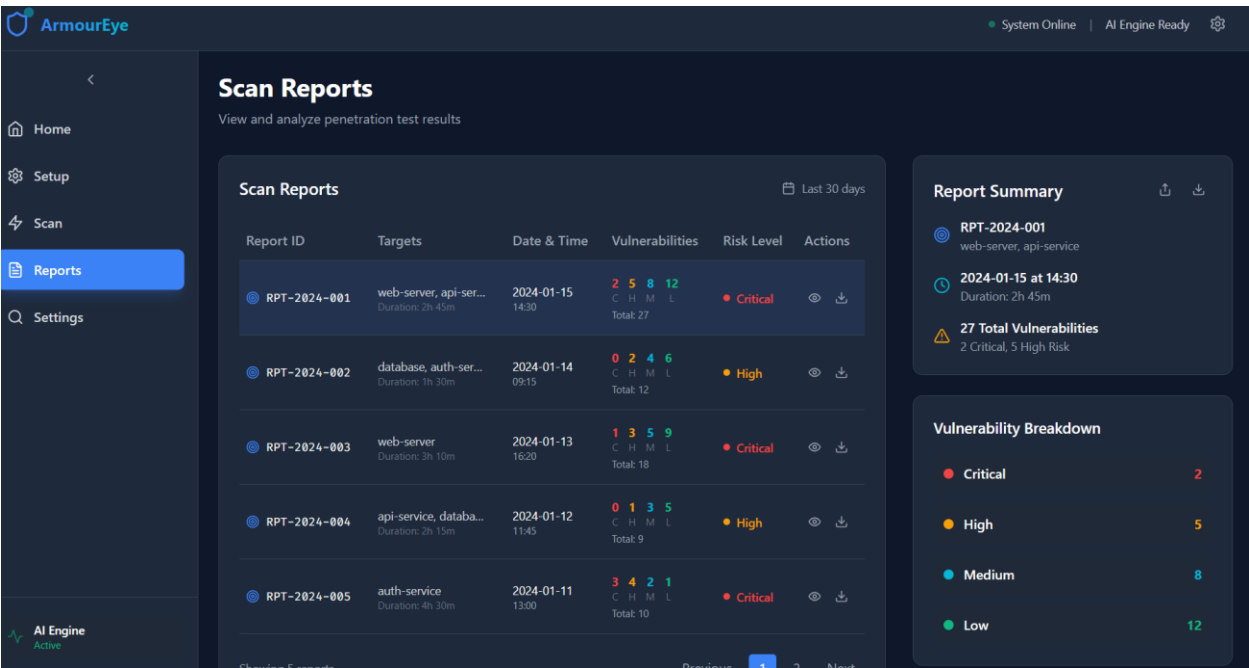 ArmourEye
System Online | AI Engine Ready
Home
Setup
Scan
Reports
Settings
AI Engine
Active
Scan Reports
View and analyze penetration test results
Scan Reports
Last 30 days
Report ID Targets Date & Time Vulnerabilities Risk Level Actions
RPT-2024-001 web-server, api-ser... 2024-01-15 2 5 8 12 Critical
Duration: 2h 45m 14:30 C H M L
Total: 27
RPT-2024-002 database, auth-ser... 2024-01-14 0 2 4 6 High
Duration: 1h 30m 09:15 C H M L
Total: 12
RPT-2024-003 web-server 2024-01-13 1 3 5 9 Critical
Duration: 3h 10m 16:20 C H M L
Total: 18
RPT-2024-004 api-service, databa... 2024-01-12 0 1 3 5 High
Duration: 2h 15m 11:45 C H M L
Total: 9
RPT-2024-005 auth-service 2024-01-11 3 4 2 1 Critical
Duration: 4h 30m 13:00 C H M L
Total: 10
Showing 5 reports Previous 1 2 Next
Report Summary
RPT-2024-001
web-server, api-service
2024-01-15 at 14:30
Duration: 2h 45m
27 Total Vulnerabilities
2 Critical, 5 High Risk
Vulnerability Breakdown
Critical 2
High 5
Medium 8
Low 12